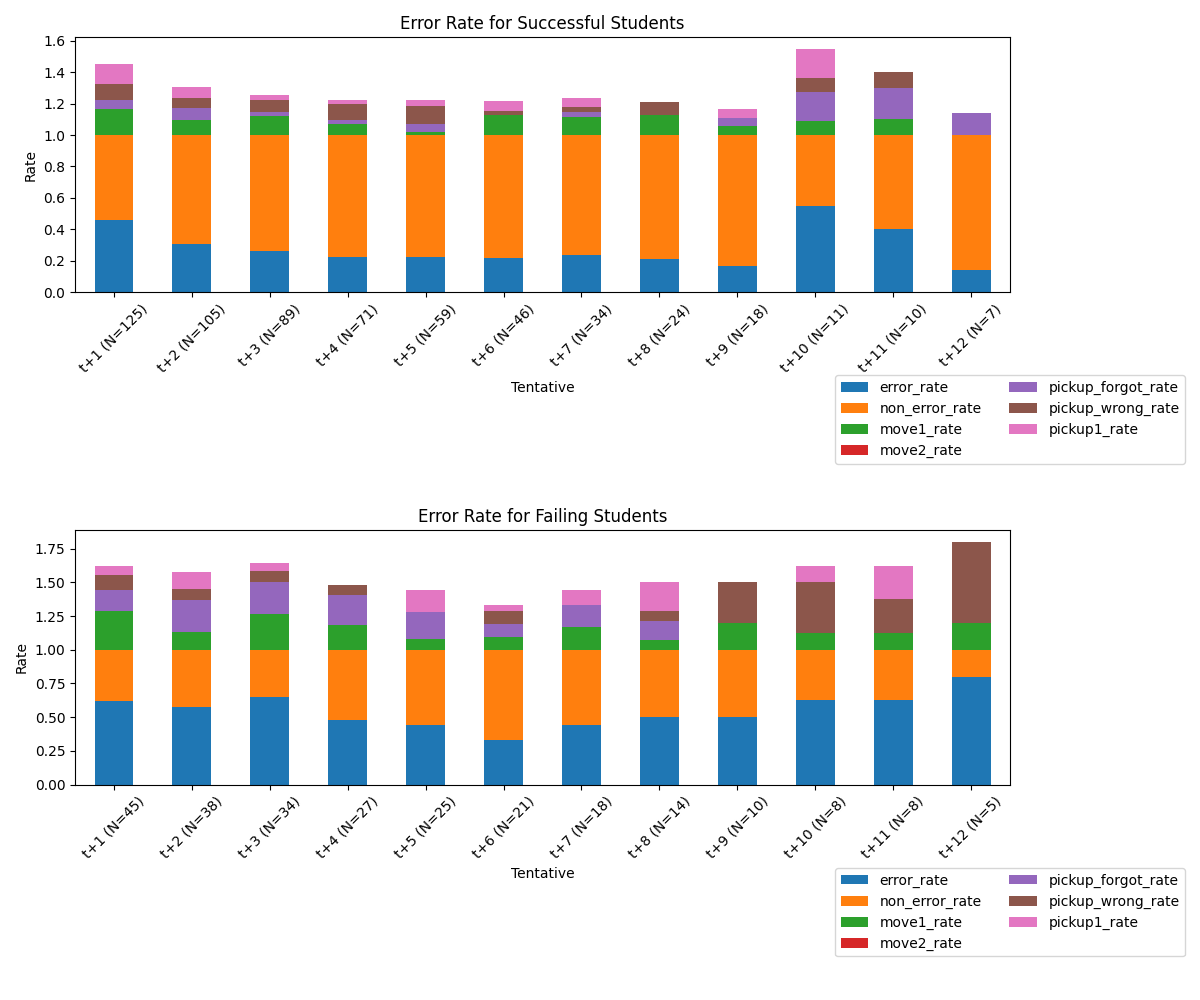 Error Rate for Successful Students
Rate
1.6
1.4
1.2
1.0
0.8
0.6
0.4
0.2
0.0
t+1 (N=125)
t+2 (N=105)
t+3 (N=89)
t+4 (N=71)
t+5 (N=59)
t+6 (N=46)
t+7 (N=34)
t+8 (N=24)
t+9 (N=18)
t+10 (N=11)
t+11 (N=10)
t+12 (N=7)
Tentative
error_rate
non_error_rate
move1_rate
move2_rate
pickup_forgot_rate
pickup_wrong_rate
pickup1_rate
Error Rate for Failing Students
Rate
1.75
1.50
1.25
1.00
0.75
0.50
0.25
0.00
t+1 (N=45)
t+2 (N=38)
t+3 (N=34)
t+4 (N=27)
t+5 (N=25)
t+6 (N=21)
t+7 (N=18)
t+8 (N=14)
t+9 (N=10)
t+10 (N=8)
t+11 (N=8)
t+12 (N=5)
Tentative
error_rate
non_error_rate
move1_rate
move2_rate
pickup_forgot_rate
pickup_wrong_rate
pickup1_rate